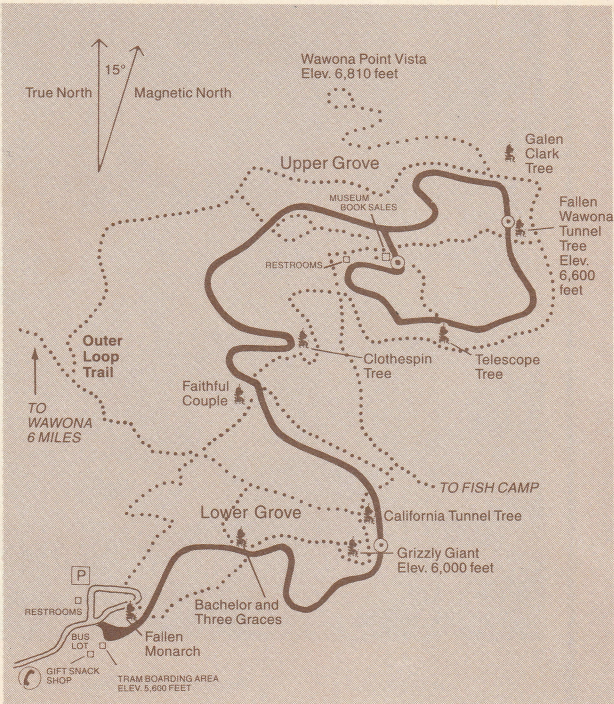 Wawona Point Vista
Elev. 6,810 feet
15°
True North
Magnetic North
Galen
Clark
Tree
Upper Grove
MUSEUM
BOOK SALES
Fallen
Wawona
Tunnel
Tree
Elev.
6,600
feet
RESTROOMS
Outer
Loop
Trail
Clothespin
Tree
Telescope
Tree
Faithful
Couple
TO
WAWONA
6 MILES
TO FISH CAMP
Lower Grove
California Tunnel Tree
Grizzly Giant
Elev. 6,000 feet
P
RESTROOMS
Bachelor and
Three Graces
BUS
LOT
Fallen
Monarch
GIFT SNACK
SHOP
TRAM BOARDING AREA
ELEV. 5,600 FEET